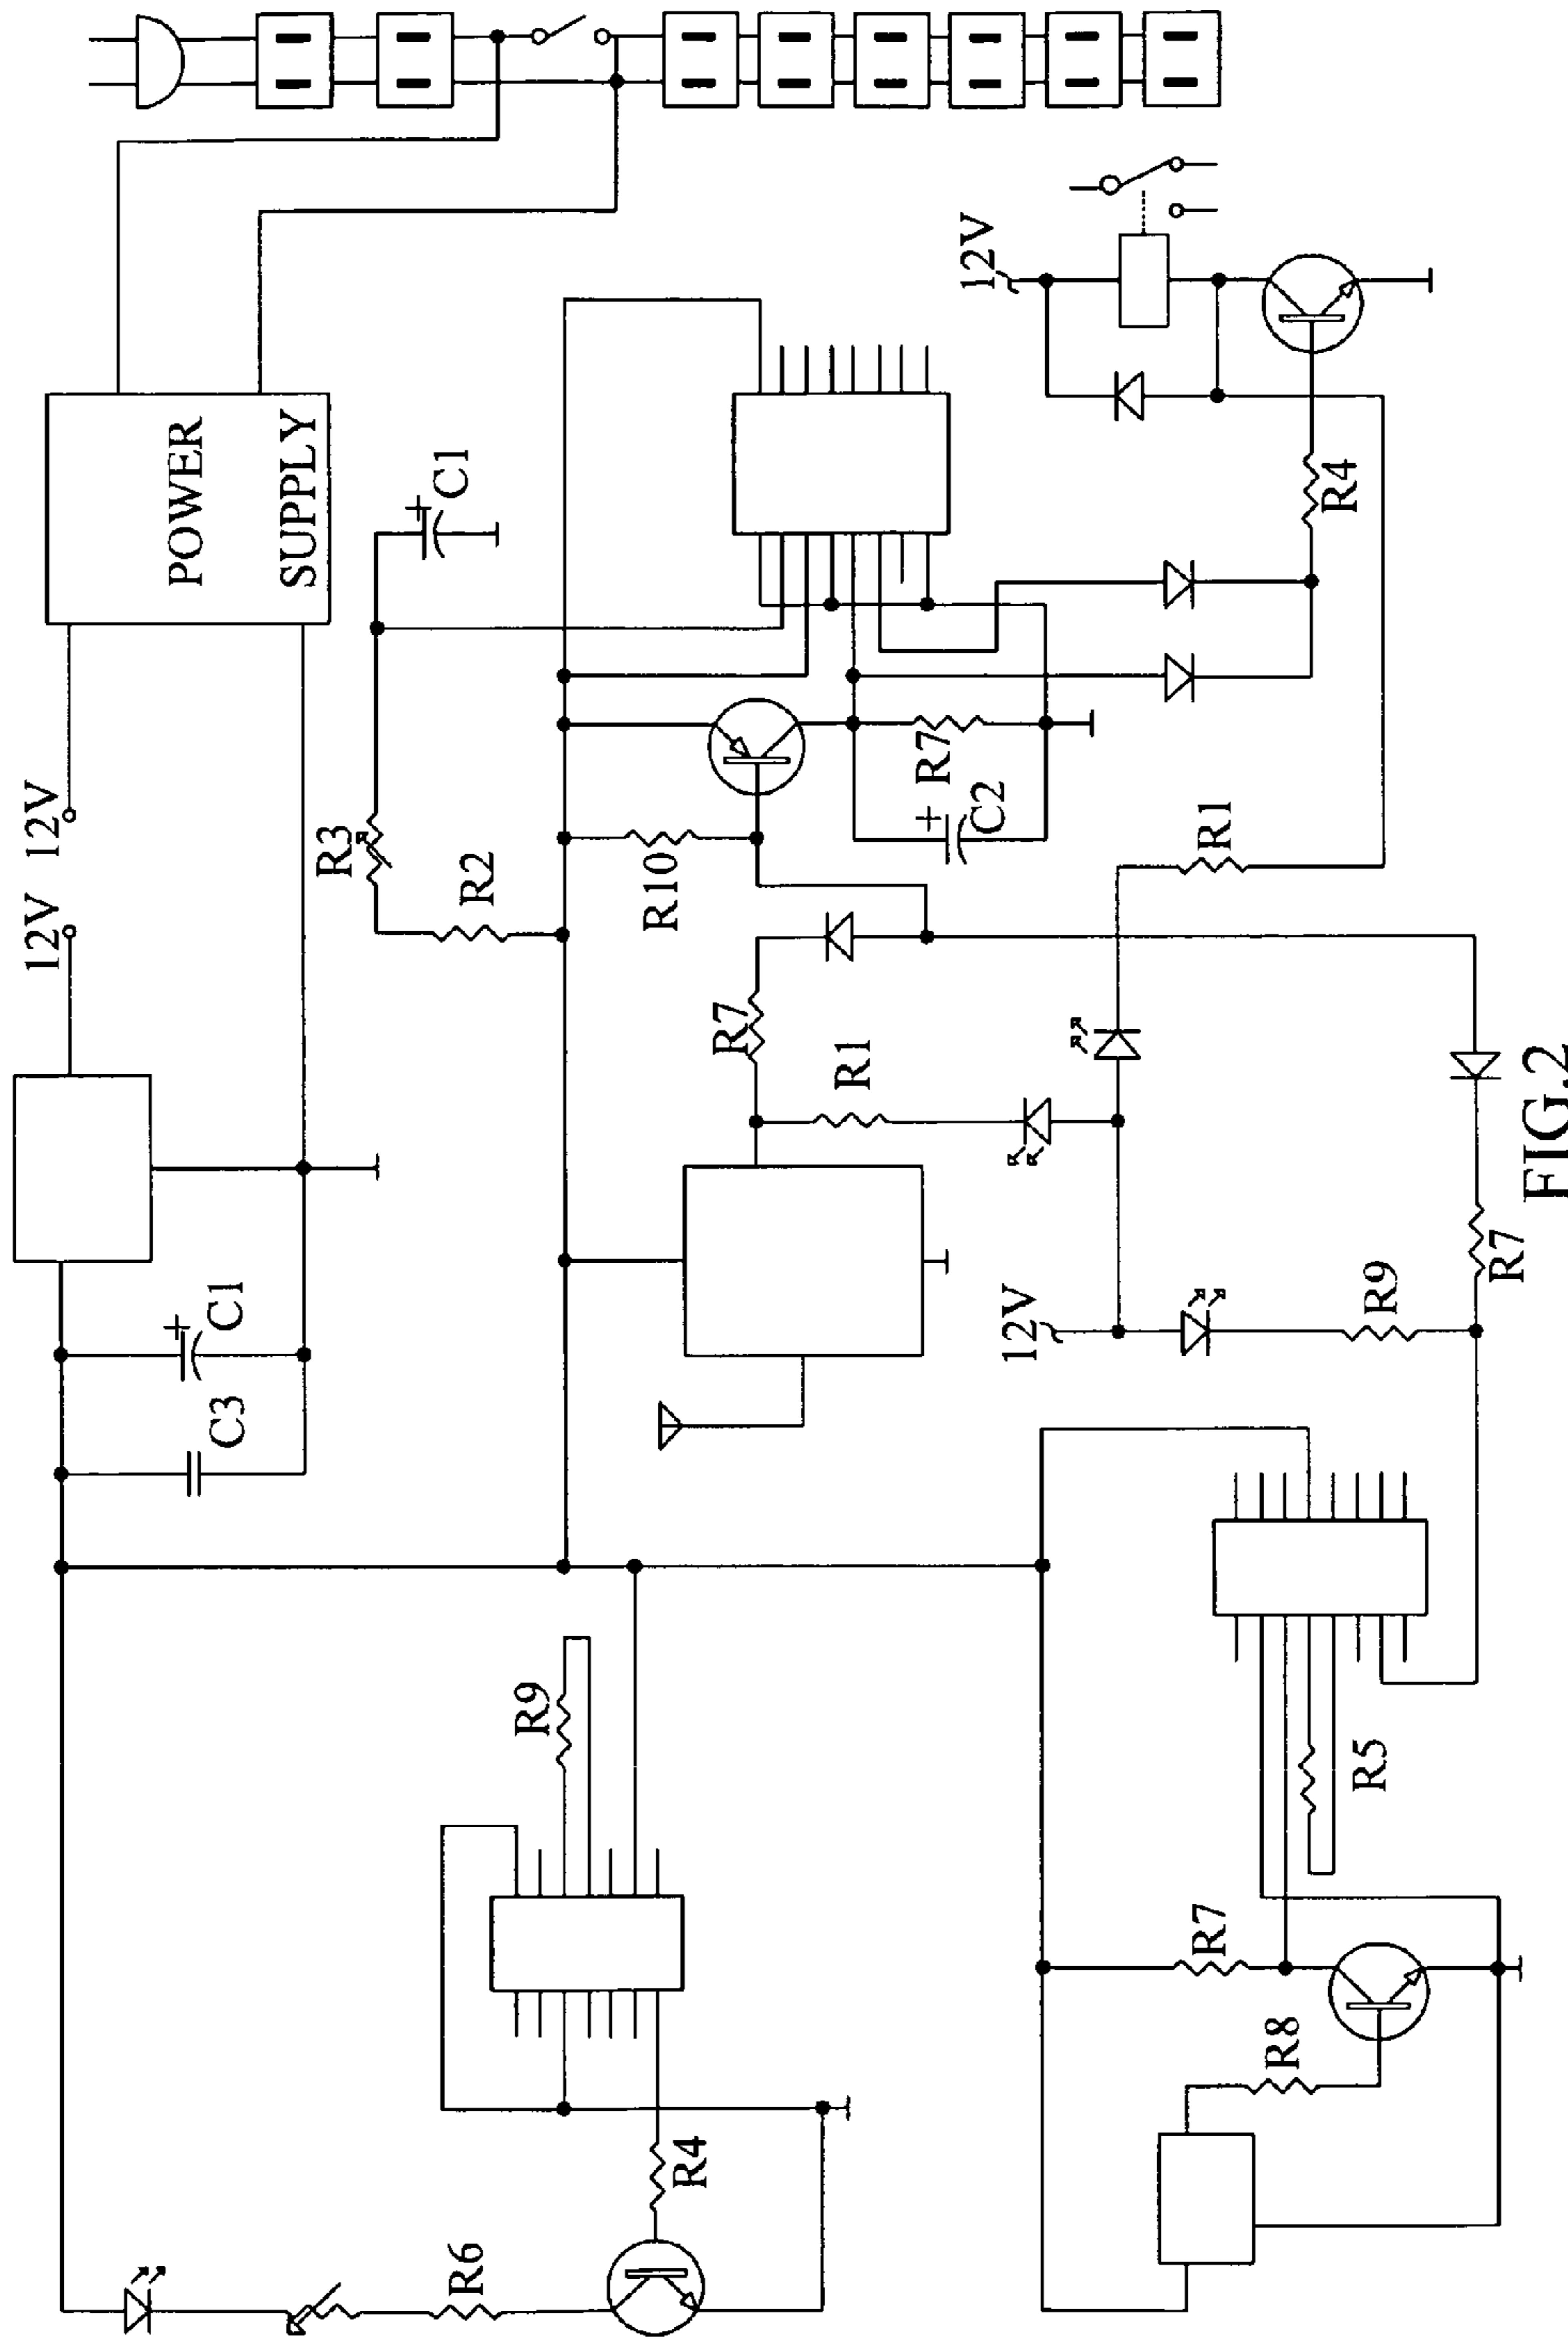 POWER
SUPPLY
12V
12V
C1
R3
R2
C1
C3
12V
R4
R10
R7
C2
R7
R1
R1
12V
R9
R7
R9
R4
R6
R5
R7
R8
FIG.2